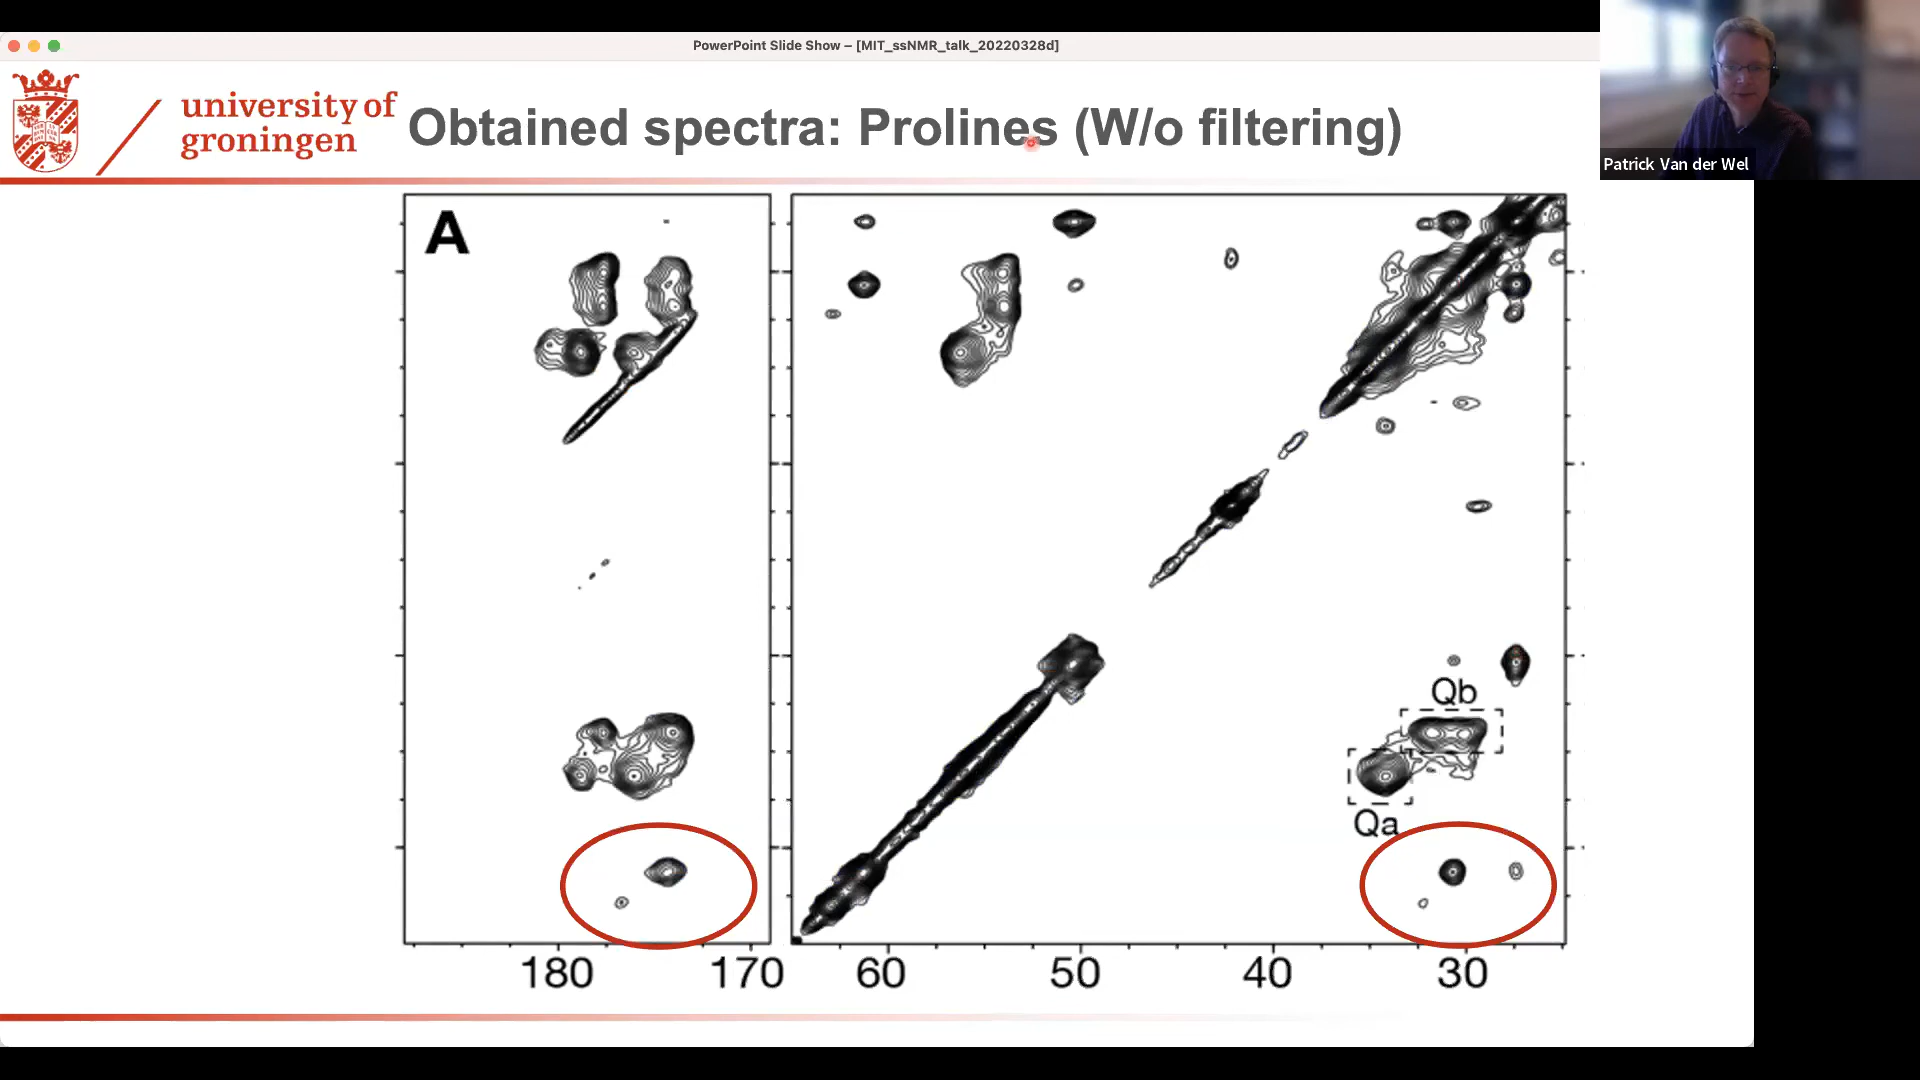 PowerPoint Slide Show – [MIT_ssNMR_talk_20220328d]
university of
groningen
Obtained spectra: Prolines (W/o filtering)
Patrick Van der Wel
A
Qb
Qa
180 170 60 50 40 30